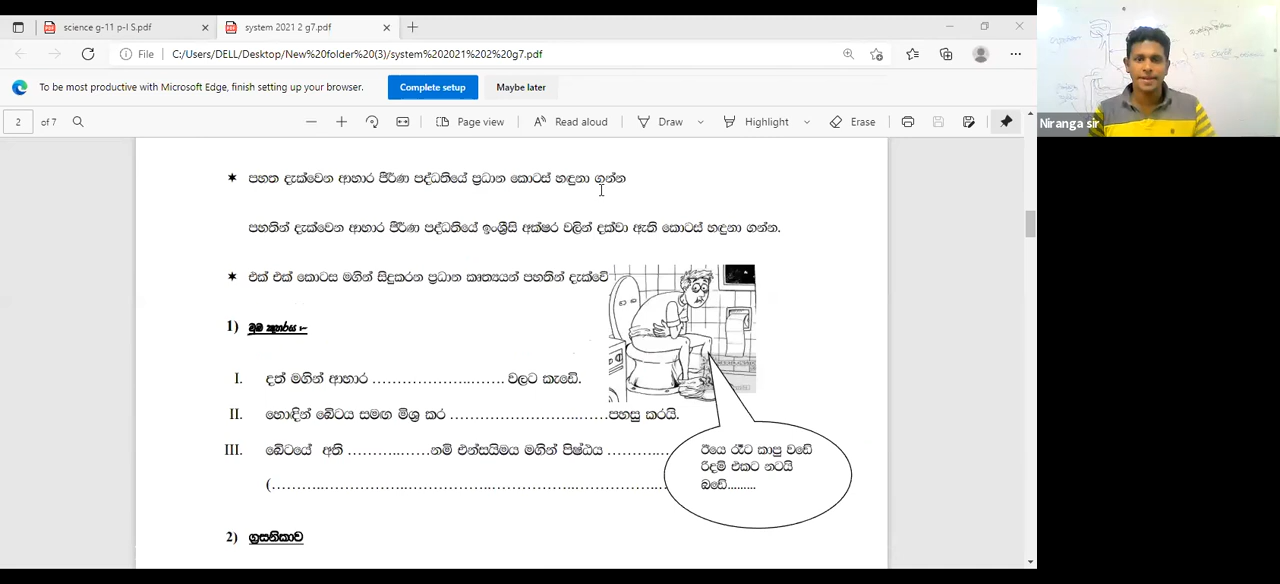 science g-11 p-I S.pdf
system 2021 2 g7.pdf
File
C:/Users/DELL/Desktop/New%20folder%20(3)/system%202021%202%20g7.pdf
To be most productive with Microsoft Edge, finish setting up your browser.
Complete setup
Maybe later
2 of 7
Page view
Read aloud
Draw
Highlight
Erase
Niranga sir
✶ පහත දැක්වෙන ආහාර ජීර්ණ පද්ධතියේ ප්‍රධාන කොටස් හඳුනා ගන්න
පහතින් දැක්වෙන ආහාර ජීර්ණ පද්ධතියේ ඉංග්‍රීසි අක්ෂර වලින් දක්වා ඇති කොටස් හඳුනා ගන්න.
✶ එක් එක් කොටස මගින් සිදුකරන ප්‍රධාන කෘත්‍යයන් පහතින් දැක්වේ
1) මුඛ කුහරය :-
I. දත් මගින් ආහාර ............................ වලට කැඩේ.
II. හොඳින් ඛේටය සමඟ මිශ්‍ර කර ................................පහසු කරයි.
III. ඛේටයේ අති ................නම් එන්සයිමය මගින් පිෂ්ඨය ............
(................................................................
ඊයෙ රෑට කාපු වඩේ
රිදම් එකට නටයි
බඩේ.........
2) ග්‍රසනිකාව